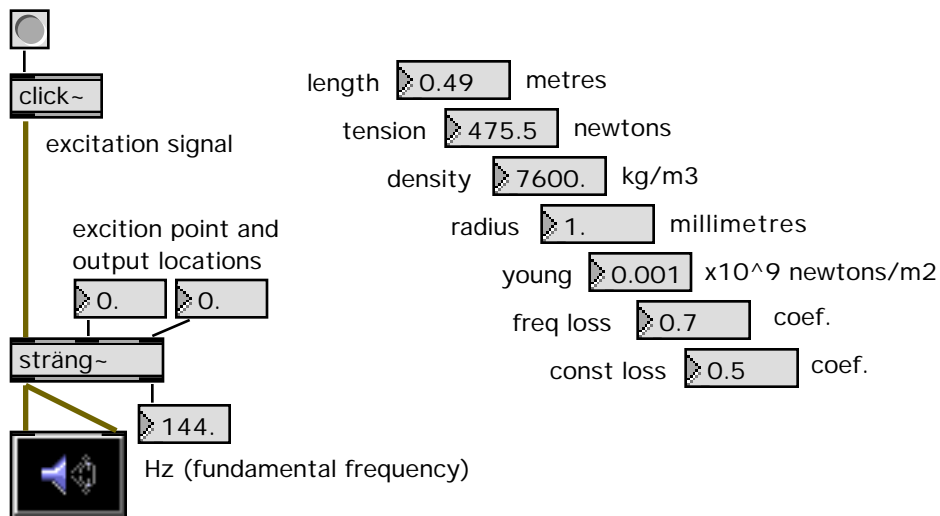 click~
excitation signal
length 0.49 metres
tension 475.5 newtons
density 7600. kg/m3
radius 1. millimetres
young 0.001 x10^9 newtons/m2
freq loss 0.7 coef.
const loss 0.5 coef.
excition point and
output locations
0. 0.
sträng~
144.
Hz (fundamental frequency)